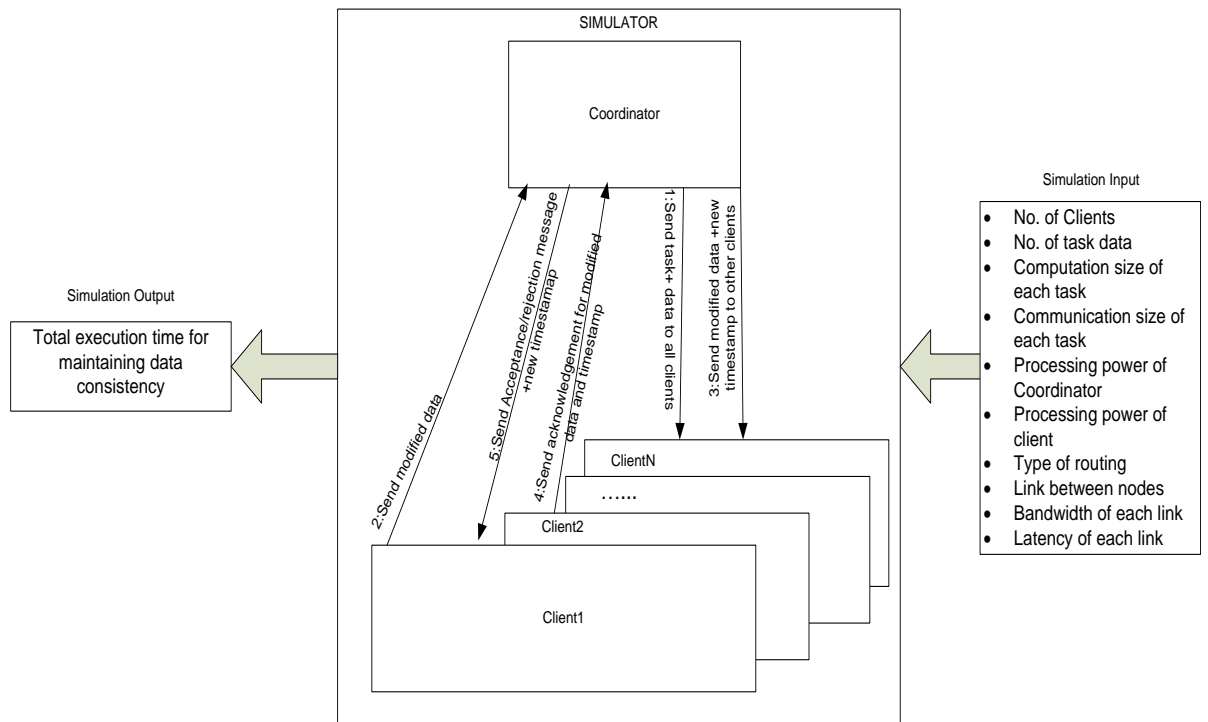 SIMULATOR
Coordinator
Simulation Output
Total execution time for
maintaining data
consistency
2:Send modified data
5:Send Acceptance/rejection message
+new timestamap
4:Send acknowledgement for modified
data and timestamp
1:Send task+ data to all clients
3:Send modified data +new
timestamp to other clients
ClientN
......
Client2
Client1
Simulation Input
• No. of Clients
• No. of task data
• Computation size of
each task
• Communication size of
each task
• Processing power of
Coordinator
• Processing power of
client
• Type of routing
• Link between nodes
• Bandwidth of each link
• Latency of each link